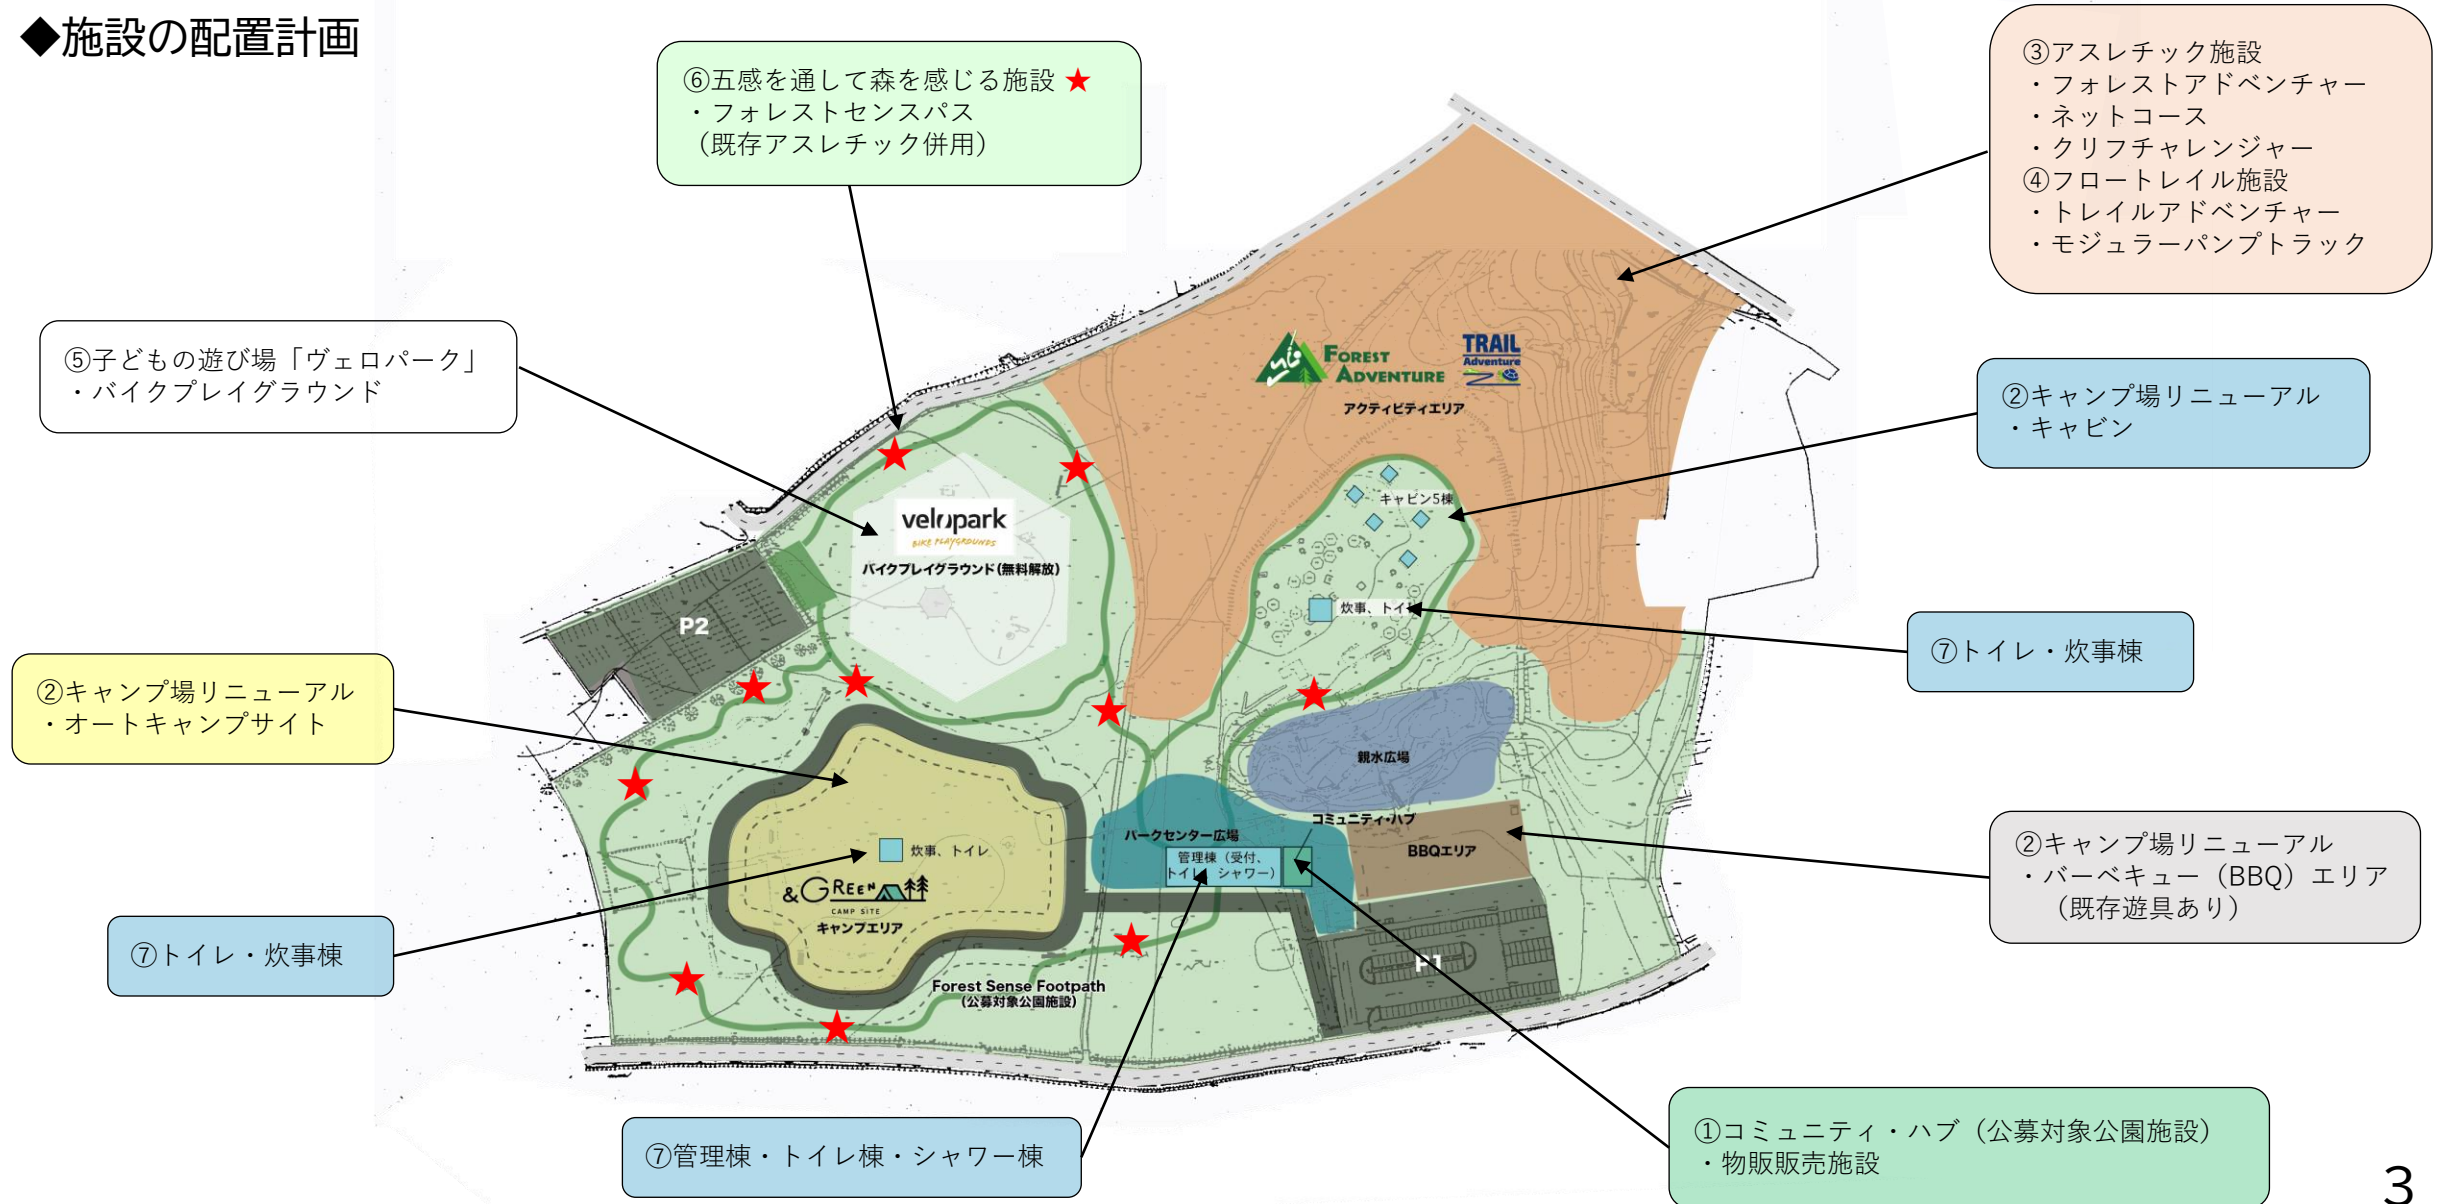 ◆施設の配置計画
⑥五感を通して森を感じる施設 ★
・フォレストセンスパス
（既存アスレチック併用）
③アスレチック施設
・フォレストアドベンチャー
・ネットコース
・クリフチャレンジャー
④フロートレイル施設
・トレイルアドベンチャー
・モジュラーパンプトラック
⑤子どもの遊び場「ヴェロパーク」
・バイクプレイグラウンド
②キャンプ場リニューアル
・キャビン
FOREST
ADVENTURE
TRAIL
Adventure
アクティビティエリア
キャビン5棟
velopark
BIKE PLAYGROUNDS
バイクプレイグラウンド（無料解放）
炊事、トイレ
P2
⑦トイレ・炊事棟
②キャンプ場リニューアル
・オートキャンプサイト
親水広場
コミュニティ・ハブ
パークセンター広場
管理棟（受付、
トイレ、シャワー）
BBQエリア
②キャンプ場リニューアル
・バーベキュー（BBQ）エリア
（既存遊具あり）
炊事、トイレ
&GREEN
CAMP SITE
キャンプエリア
⑦トイレ・炊事棟
P1
Forest Sense Footpath
（公募対象公園施設）
⑦管理棟・トイレ棟・シャワー棟
①コミュニティ・ハブ（公募対象公園施設）
・物販販売施設
3